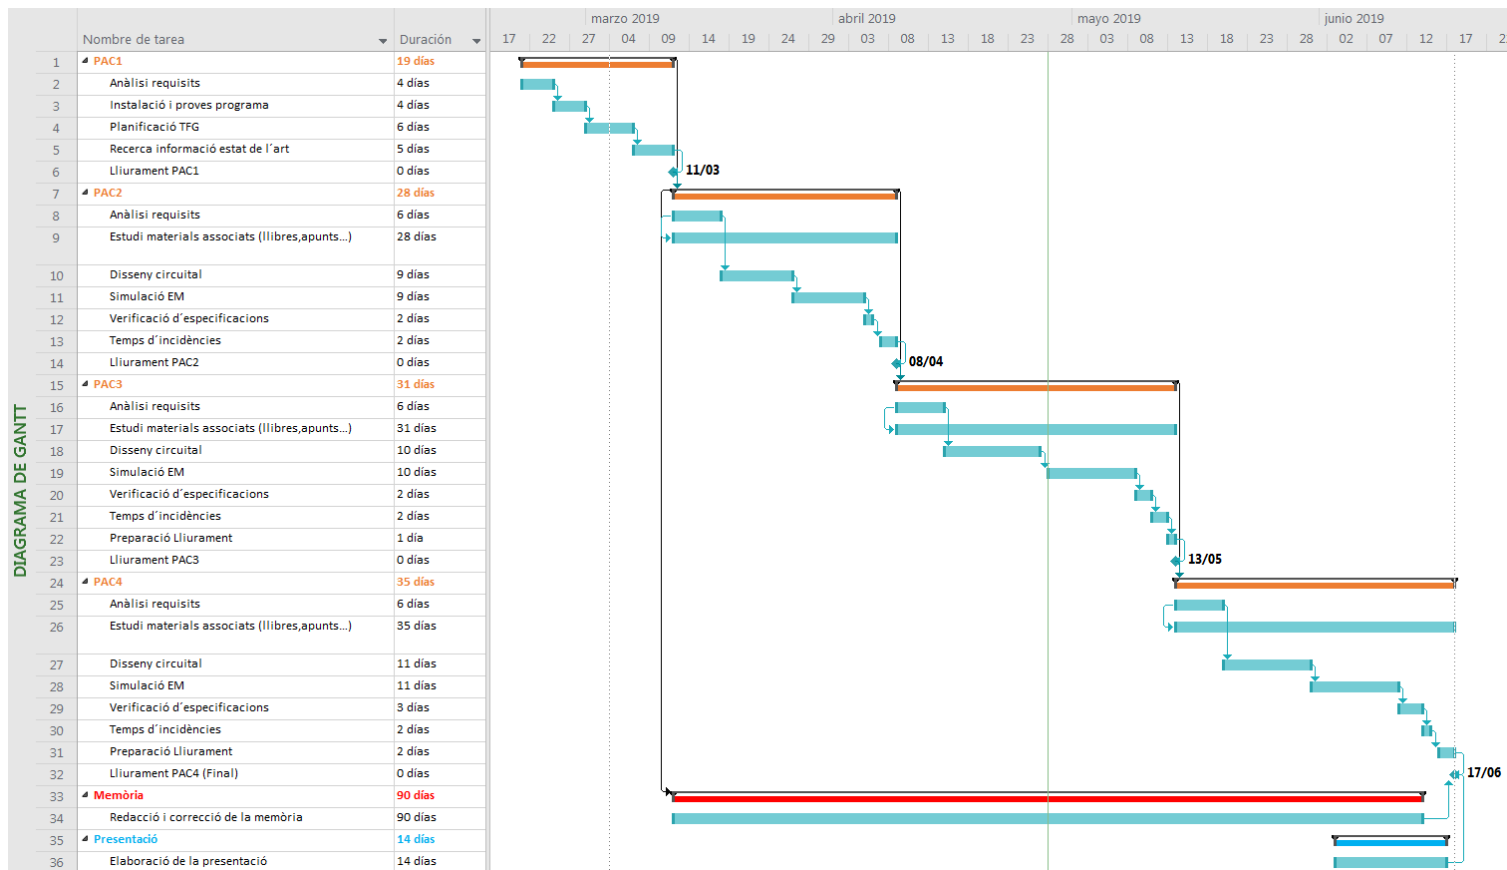 marzo 2019 abril 2019 mayo 2019 junio 2019
Nombre de tarea Duración 17 22 27 04 09 14 19 24 29 03 08 13 18 23 28 03 08 13 18 23 28 02 07 12 17
1 PAC1 19 días
2 Anàlisi requisits 4 días
3 Instalació i proves programa 4 días
4 Planificació TFG 6 días
5 Recerca informació estat de l´art 5 días
6 Lliurament PAC1 0 días 11/03
7 PAC2 28 días
8 Anàlisi requisits 6 días
9 Estudi materials associats (llibres,apunts...) 28 días
10 Disseny circuital 9 días
11 Simulació EM 9 días
12 Verificació d´especificacions 2 días
13 Temps d´incidències 2 días
14 Lliurament PAC2 0 días 08/04
15 PAC3 31 días
16 Anàlisi requisits 6 días
17 Estudi materials associats (llibres,apunts...) 31 días
18 Disseny circuital 10 días
19 Simulació EM 10 días
20 Verificació d´especificacions 2 días
21 Temps d´incidències 2 días
22 Preparació Lliurament 1 día
23 Lliurament PAC3 0 días 13/05
24 PAC4 35 días
25 Anàlisi requisits 6 días
26 Estudi materials associats (llibres,apunts...) 35 días
27 Disseny circuital 11 días
28 Simulació EM 11 días
29 Verificació d´especificacions 3 días
30 Temps d´incidències 2 días
31 Preparació Lliurament 2 días
32 Lliurament PAC4 (Final) 0 días 17/06
33 Memòria 90 días
34 Redacció i correcció de la memòria 90 días
35 Presentació 14 días
36 Elaboració de la presentació 14 días
DIAGRAMA DE GANTT